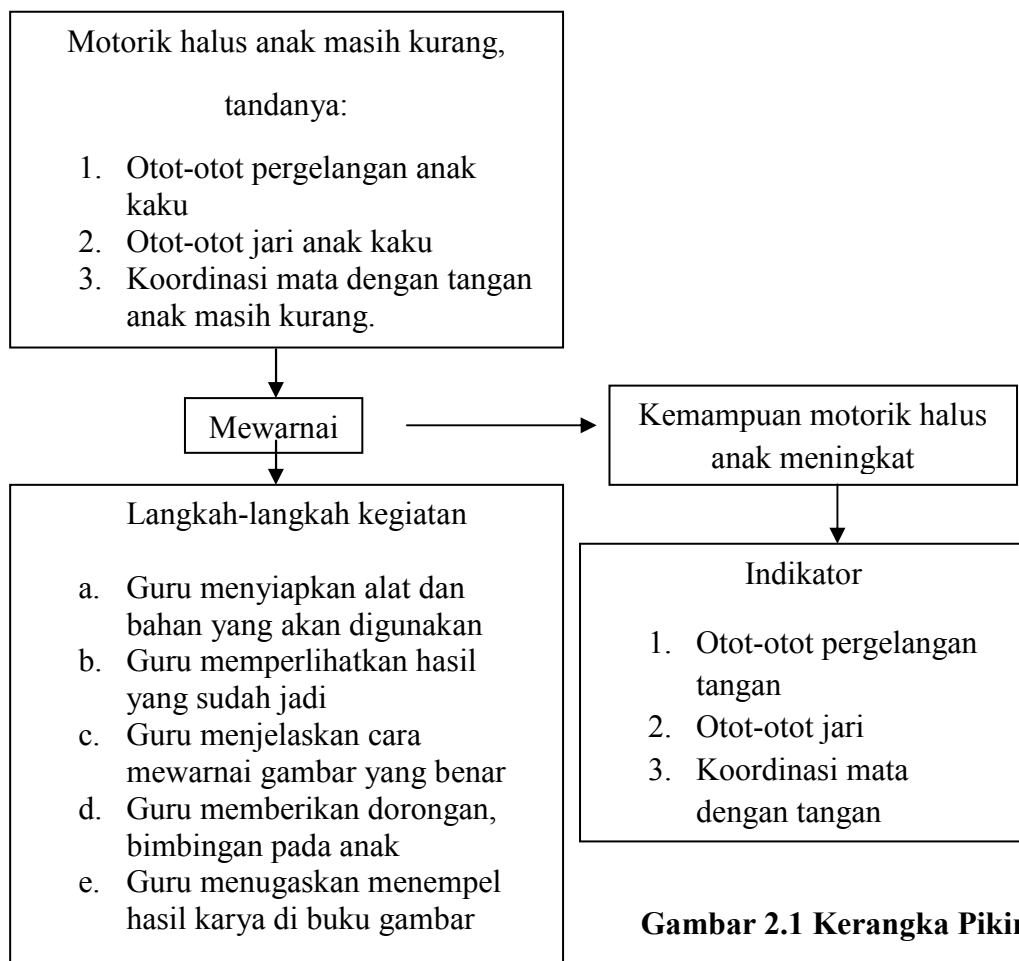 Motorik halus anak masih kurang,
tandanya:
1. Otot-otot pergelangan anak
kaku
2. Otot-otot jari anak kaku
3. Koordinasi mata dengan tangan
anak masih kurang.
Mewarnai
Kemampuan motorik halus
anak meningkat
Langkah-langkah kegiatan
a. Guru menyiapkan alat dan
bahan yang akan digunakan
b. Guru memperlihatkan hasil
yang sudah jadi
c. Guru menjelaskan cara
mewarnai gambar yang benar
d. Guru memberikan dorongan,
bimbingan pada anak
e. Guru menugaskan menempel
hasil karya di buku gambar
Indikator
1. Otot-otot pergelangan
tangan
2. Otot-otot jari
3. Koordinasi mata
dengan tangan
Gambar 2.1 Kerangka Pikir